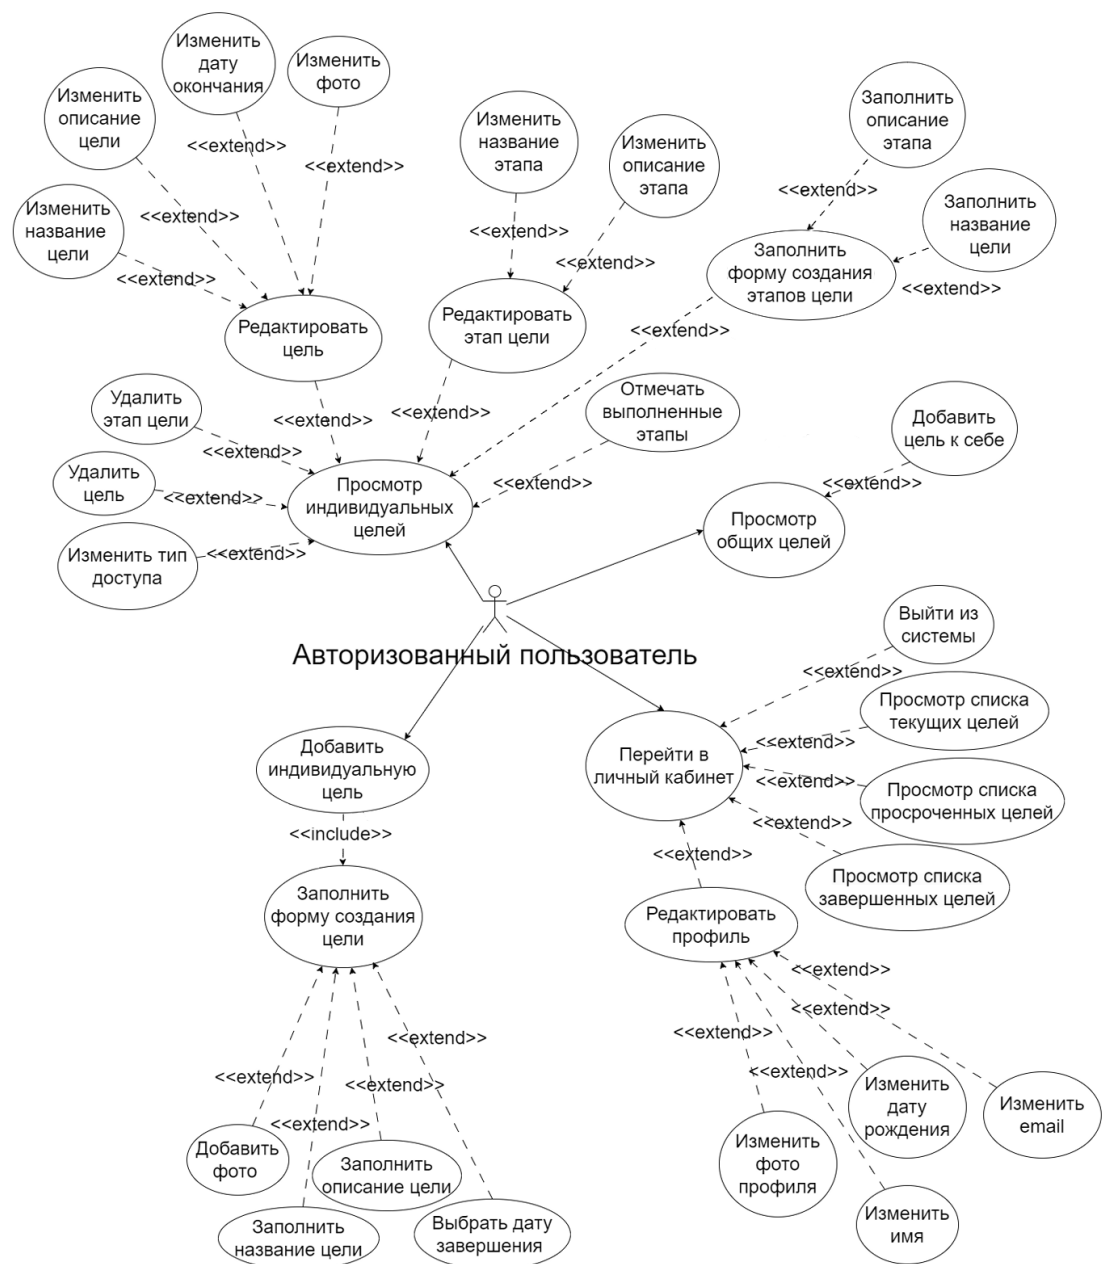 Изменить
дату
окончания
Изменить
фото
Изменить
описание
цели
<<extend>>
<<extend>>
Изменить
название
цели
<<extend>>
<<extend>>
Редактировать
цель
Изменить
название
этапа
Изменить
описание
этапа
<<extend>>
<<extend>>
Редактировать
этап цели
Заполнить
описание
этапа
<<extend>>
Заполнить
название
цели
Заполнить
форму создания
этапов цели
<<extend>>
<<extend>>
Удалить
этап цели
<<extend>>
<<extend>>
<<extend>>
Отмечать
выполненные
этапы
Удалить
цель
<<extend>>
Просмотр
индивидуальных
целей
<<extend>>
Изменить тип
доступа
<<extend>>
Добавить
цель к себе
<<extend>>
Просмотр
общих целей
Авторизованный пользователь
Выйти из
системы
<<extend>>
Просмотр списка
текущих целей
<<extend>>
Перейти в
личный кабинет
<<extend>>
Просмотр списка
просроченных целей
<<extend>>
Просмотр списка
завершенных целей
<<extend>>
Редактировать
профиль
Добавить
индивидуальную
цель
<<include>>
Заполнить
форму создания
цели
<<extend>>
<<extend>>
<<extend>>
<<extend>>
Добавить
фото
Заполнить
описание цели
Заполнить
название цели
Выбрать дату
завершения
<<extend>>
<<extend>>
<<extend>>
<<extend>>
Изменить
дату
рождения
Изменить
email
Изменить
фото
профиля
Изменить
имя